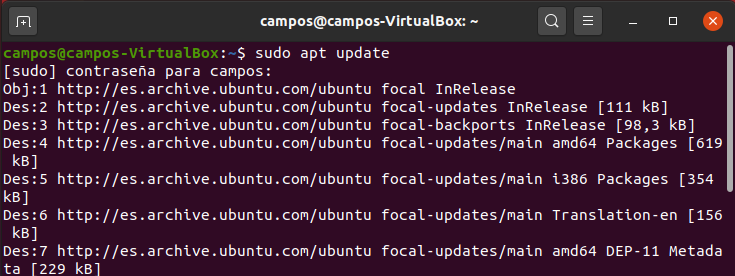 campos@campos-VirtualBox: ~
campos@campos-VirtualBox:~$ sudo apt update
[sudo] contraseña para campos:
Obj:1 http://es.archive.ubuntu.com/ubuntu focal InRelease
Des:2 http://es.archive.ubuntu.com/ubuntu focal-updates InRelease [111 kB]
Des:3 http://es.archive.ubuntu.com/ubuntu focal-backports InRelease [98,3 kB]
Des:4 http://es.archive.ubuntu.com/ubuntu focal-updates/main amd64 Packages [619
 kB]
Des:5 http://es.archive.ubuntu.com/ubuntu focal-updates/main i386 Packages [354
kB]
Des:6 http://es.archive.ubuntu.com/ubuntu focal-updates/main Translation-en [156
 kB]
Des:7 http://es.archive.ubuntu.com/ubuntu focal-updates/main amd64 DEP-11 Metada
ta [229 kB]